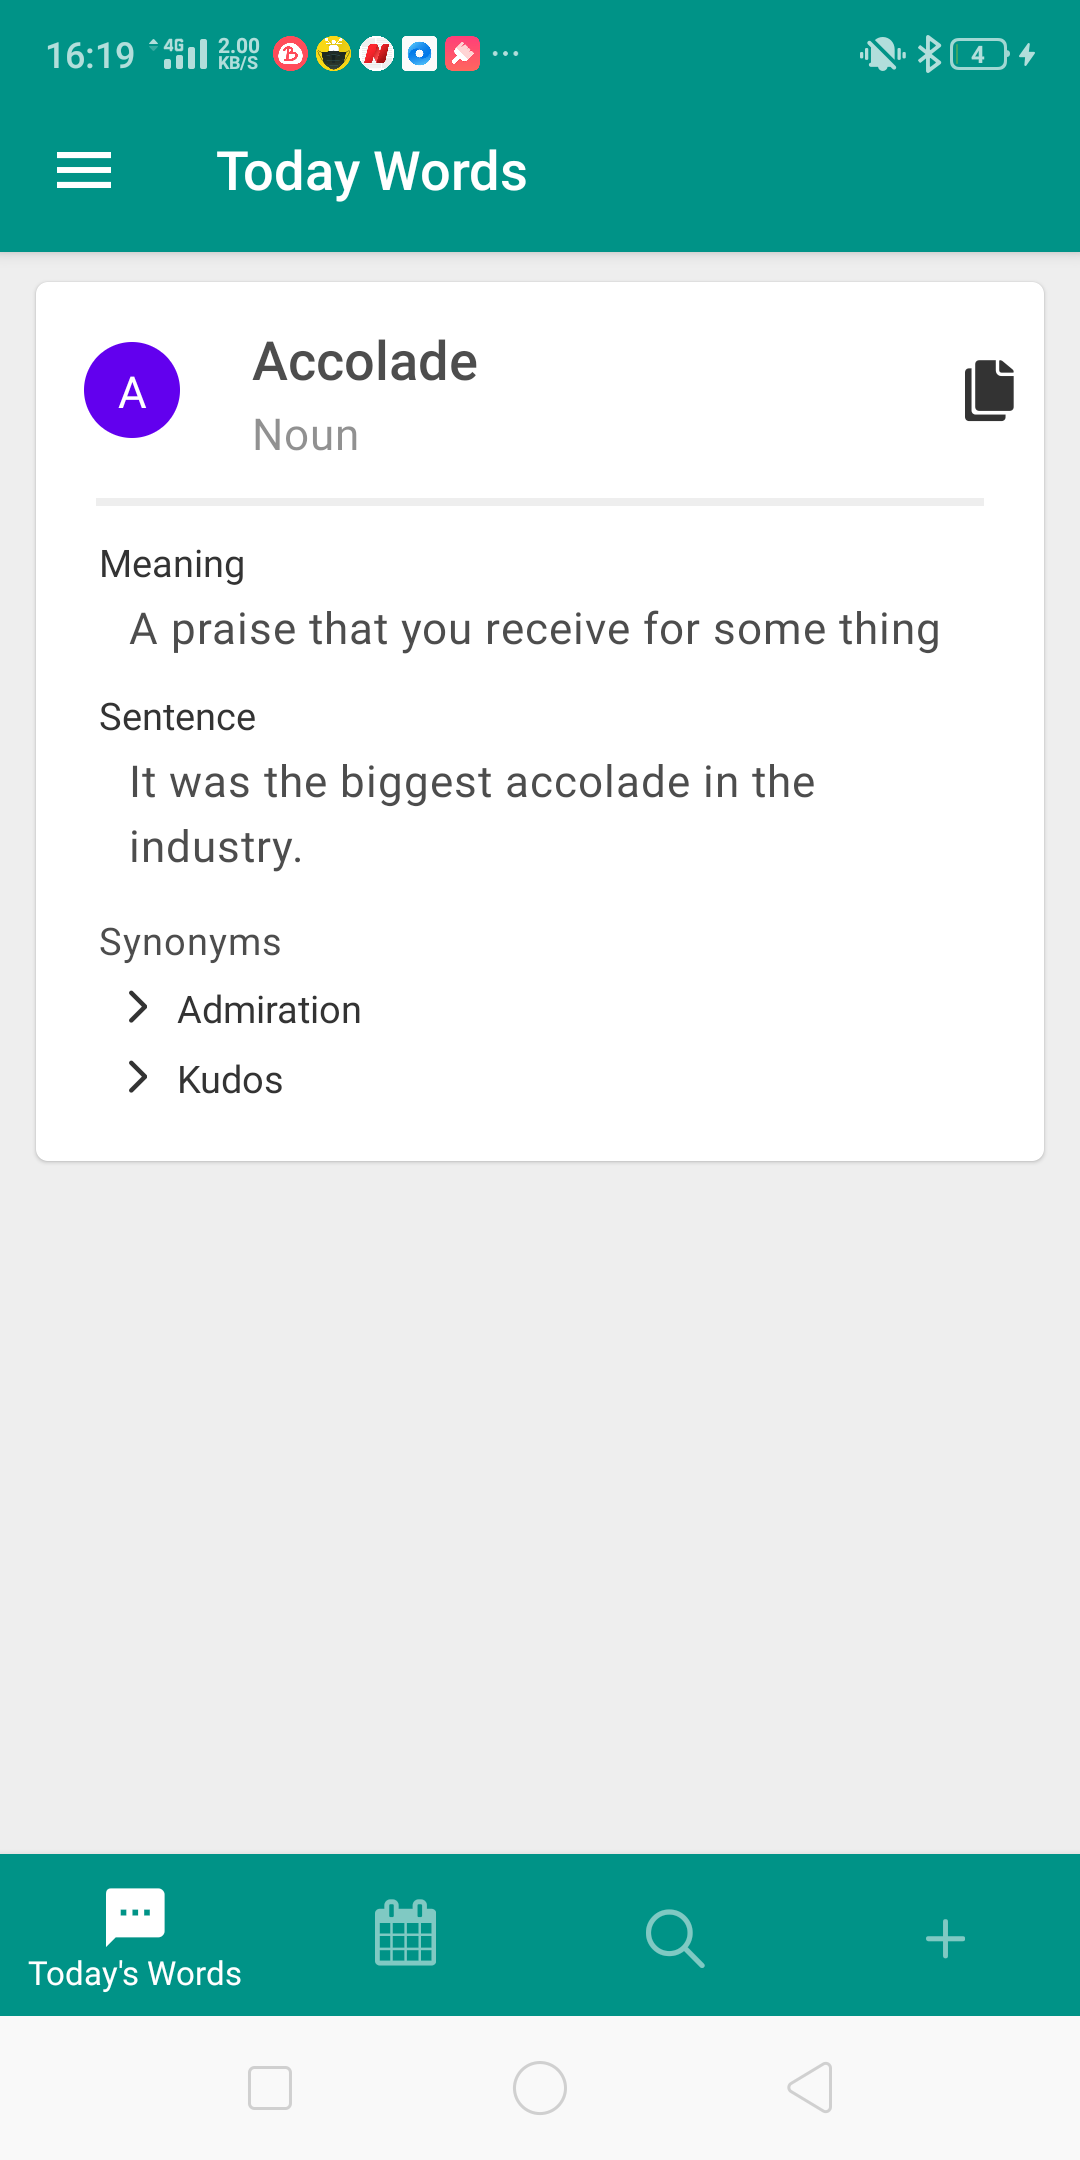 16:19 4G 2.00 KB/S B N 4
Today Words
A
Accolade
Noun
Meaning
A praise that you receive for some thing
Sentence
It was the biggest accolade in the
industry.
Synonyms
Admiration
Kudos
Today's Words